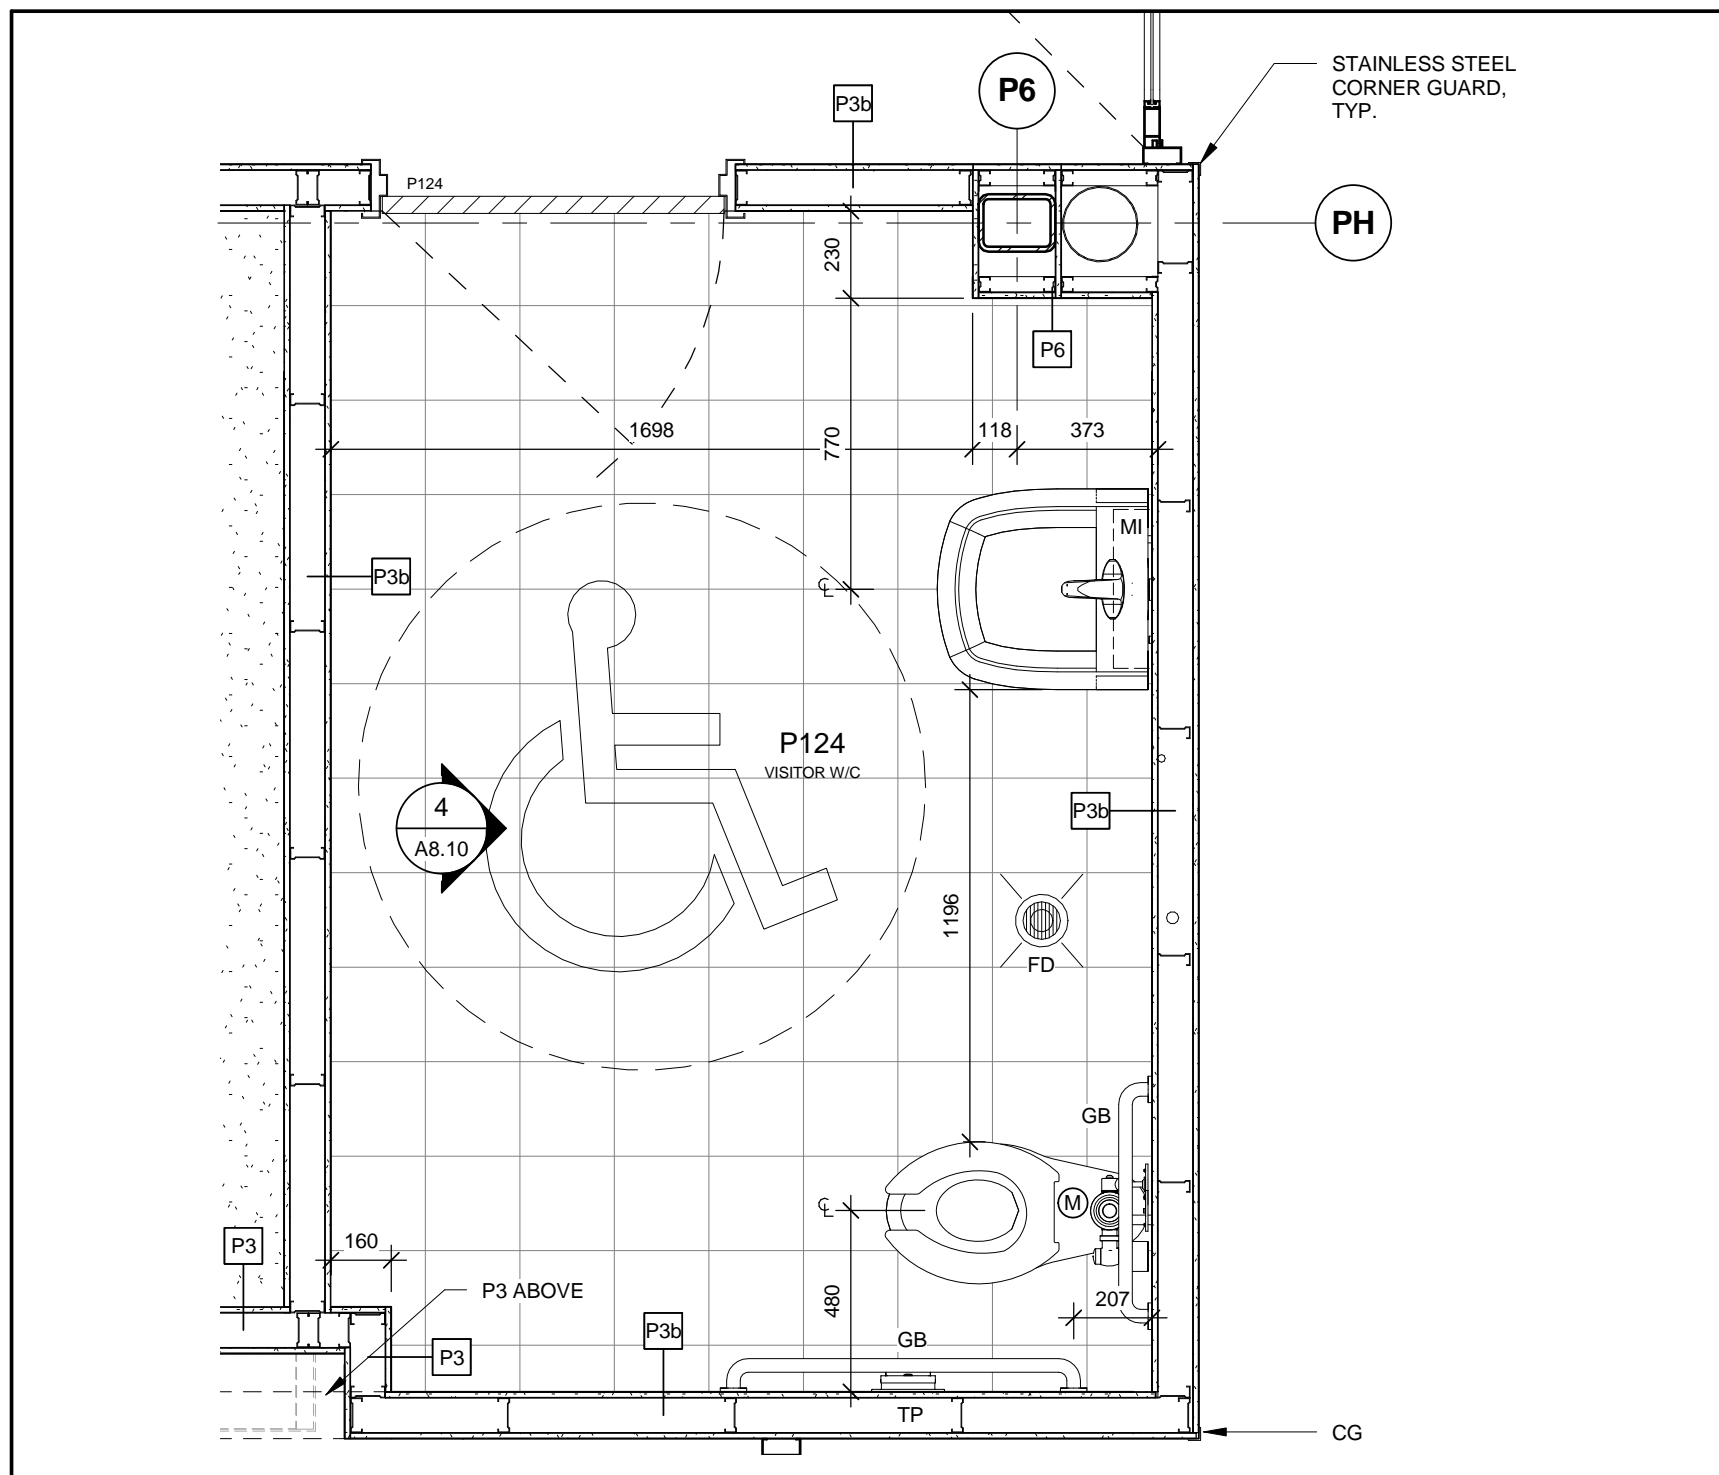 STAINLESS STEEL
CORNER GUARD,
TYP.
P6
P3b
P124
PH
230
P6
1698
770
118
373
MI
P3b
℄
P124
VISITOR W/C
4
A8.10
P3b
1196
FD
GB
M
℄
P3
160
P3 ABOVE
480
207
P3b
GB
P3
TP
CG